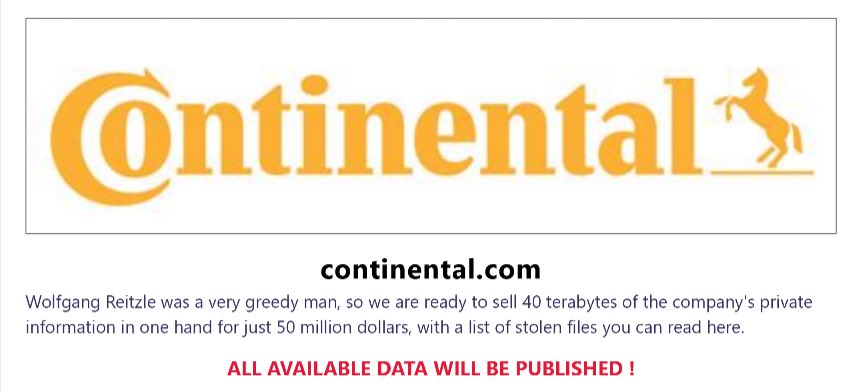 Continental
continental.com
Wolfgang Reitzle was a very greedy man, so we are ready to sell 40 terabytes of the company's private
information in one hand for just 50 million dollars, with a list of stolen files you can read here.
ALL AVAILABLE DATA WILL BE PUBLISHED !